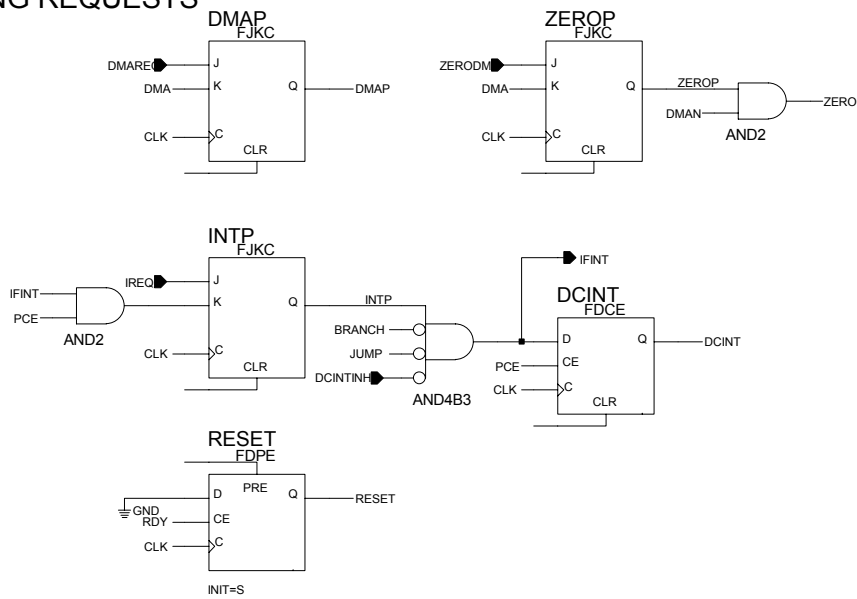 NG REQUESTS
DMAP
FJKC
DMAREQ
J
DMA
K
Q
DMAP
CLK
C
CLR
ZEROP
FJKC
ZERODM
J
DMA
K
Q
ZEROP
DMAN
AND2
ZERO
CLK
C
CLR
INTP
FJKC
IREQ
J
IFINT
PCE
AND2
K
Q
INTP
CLK
C
CLR
BRANCH
JUMP
DCINTINH
AND4B3
IFINT
DCINT
FDCE
D
Q
DCINT
PCE
CE
CLK
C
CLR
RESET
FDPE
PRE
D
Q
RESET
GND
RDY
CE
CLK
C
INIT=S